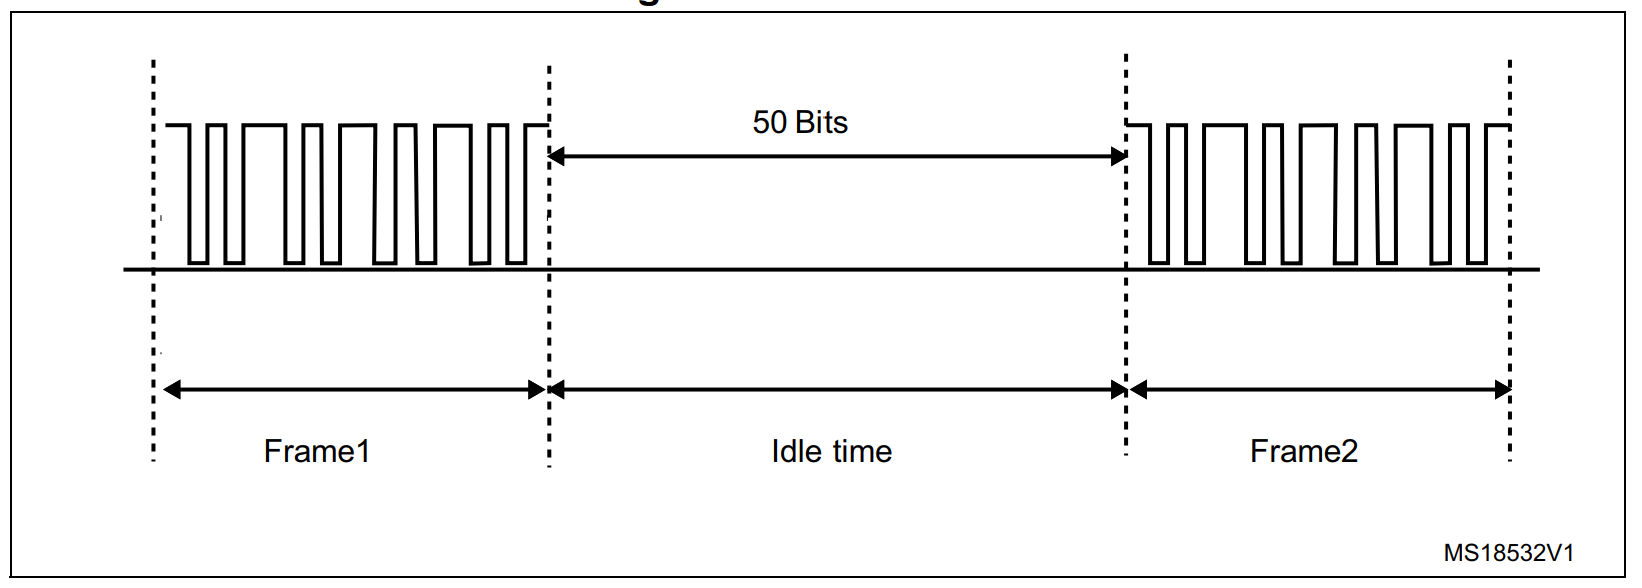 50 Bits
Frame1
Idle time
Frame2
MS18532V1